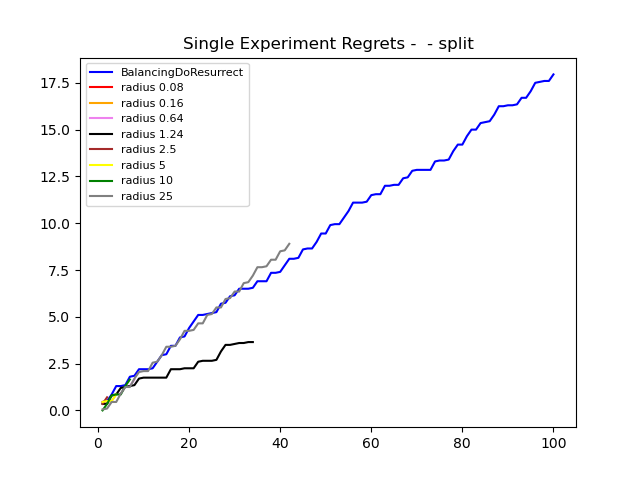 Single Experiment Regrets -  - split
BalancingDoResurrect
radius 0.08
radius 0.16
radius 0.64
radius 1.24
radius 2.5
radius 5
radius 10
radius 25
17.5
15.0
12.5
10.0
7.5
5.0
2.5
0.0
0 20 40 60 80 100